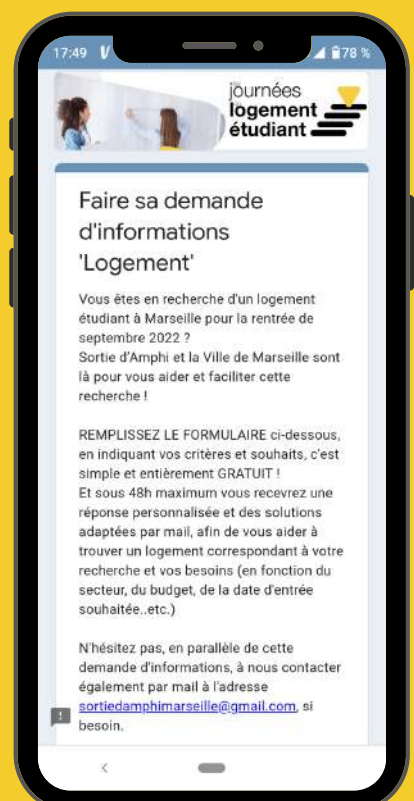 17:49
78 %
les
journées
logement
étudiant
Faire sa demande
d'informations
'Logement'
Vous êtes en recherche d'un logement
étudiant à Marseille pour la rentrée de
septembre 2022 ?
Sortie d'Amphi et la Ville de Marseille sont
là pour vous aider et faciliter cette
recherche !
REMPLISSEZ LE FORMULAIRE ci-dessous,
en indiquant vos critères et souhaits, c'est
simple et entièrement GRATUIT !
Et sous 48h maximum vous recevrez une
réponse personnalisée et des solutions
adaptées par mail, afin de vous aider à
trouver un logement correspondant à votre
recherche et vos besoins (en fonction du
secteur, du budget, de la date d'entrée
souhaitée..etc.)
N'hésitez pas, en parallèle de cette
demande d'informations, à nous contacter
également par mail à l'adresse
sortiedamphimarseille@gmail.com, si
besoin.